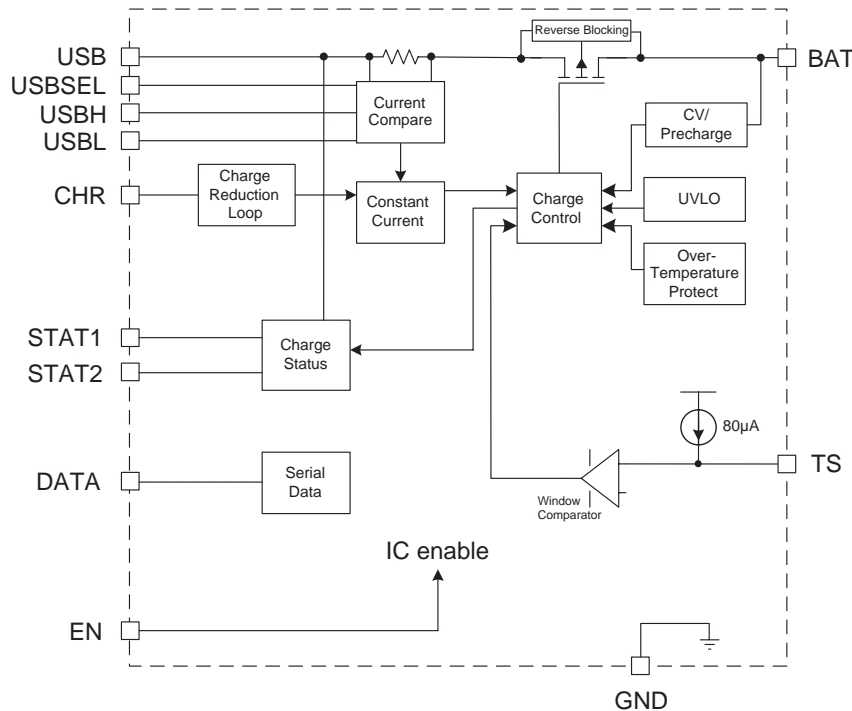 Reverse Blocking
USB
BAT
USBSEL
USBH
USBL
Current
Compare
CV/
Precharge
CHR
Charge
Reduction
Loop
Constant
Current
Charge
Control
UVLO
Over-
Temperature
Protect
STAT1
STAT2
Charge
Status
80µA
TS
DATA
Serial
Data
Window
Comparator
IC enable
EN
GND